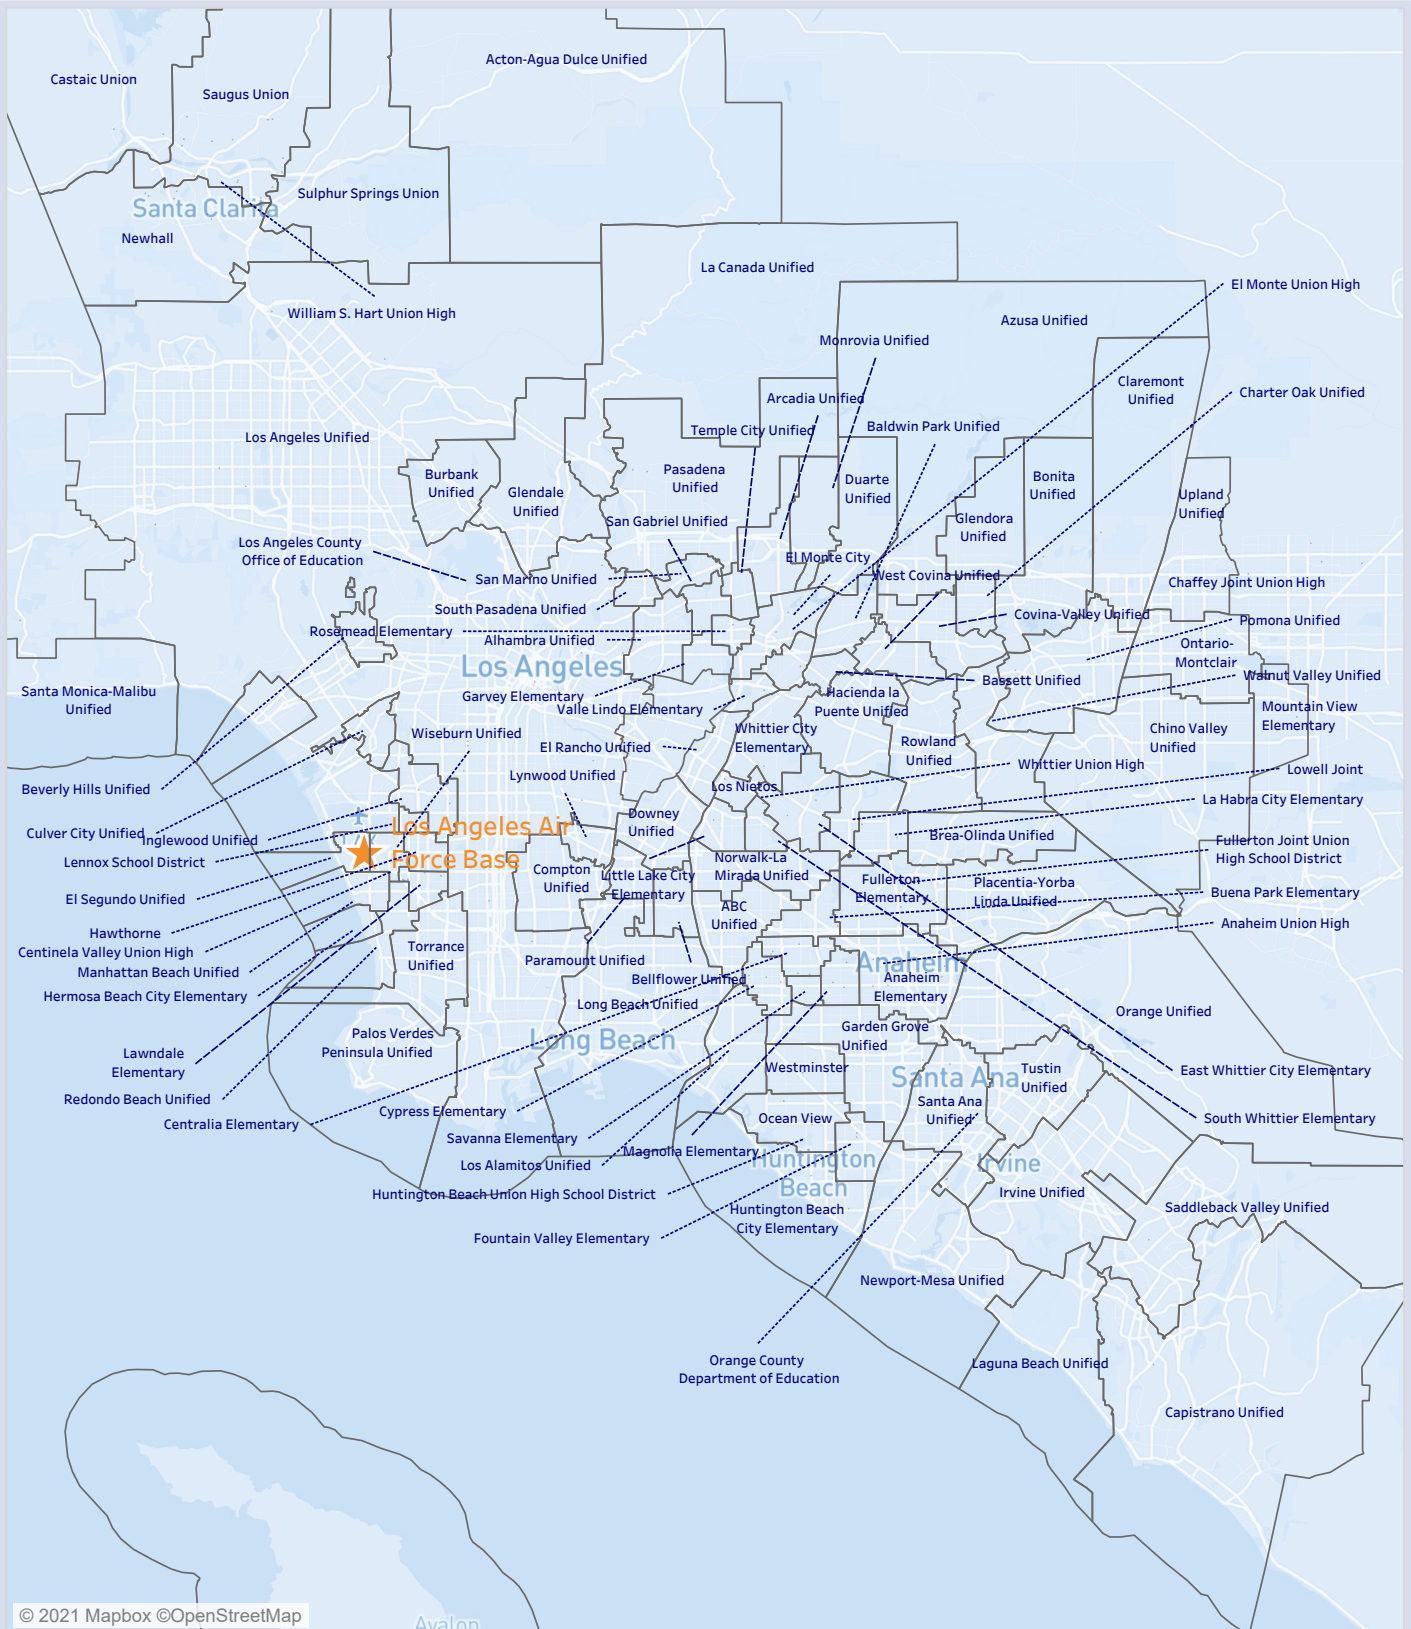 Acton-Agua Dulce Unified
Castaic Union
Saugus Union
Sulphur Springs Union
Santa Clarita
Newhall
La Canada Unified
El Monte Union High
William S. Hart Union High
Azusa Unified
Monrovia Unified
Claremont
Unified
Charter Oak Unified
Arcadia Unified
Temple City Unified
Baldwin Park Unified
Los Angeles Unified
Burbank
Unified
Glendale
Unified
Pasadena
Unified
Duarte
Unified
Bonita
Unified
Upland
Unified
San Gabriel Unified
Glendora
Unified
Los Angeles County
Office of Education
El Monte City
San Marino Unified
West Covina Unified
Chaffey Joint Union High
South Pasadena Unified
Covina-Valley Unified
Pomona Unified
Rosemead Elementary
Alhambra Unified
Ontario-
Montclair
Los Angeles
Bassett Unified
Walnut Valley Unified
Santa Monica-Malibu
Unified
Garvey Elementary
Valle Lindo Elementary
Hacienda la
Puente Unified
Mountain View
Elementary
Wiseburn Unified
El Rancho Unified
Whittier City
Elementary
Rowland
Unified
Chino Valley
Unified
Whittier Union High
Lowell Joint
Lynwood Unified
Beverly Hills Unified
Los Nietos
La Habra City Elementary
Downey
Unified
Culver City Unified
Inglewood Unified
Los Angeles Air
Force Base
Brea-Olinda Unified
Fullerton Joint Union
High School District
Lennox School District
Compton
Unified
Little Lake City
Elementary
Norwalk-La
Mirada Unified
Fullerton
Elementary
Placentia-Yorba
Linda Unified
Buena Park Elementary
El Segundo Unified
ABC
Unified
Anaheim Union High
Hawthorne
Centinela Valley Union High
Torrance
Unified
Manhattan Beach Unified
Paramount Unified
Anaheim
Bellflower Unified
Anaheim
Elementary
Hermosa Beach City Elementary
Long Beach Unified
Orange Unified
Palos Verdes
Peninsula Unified
Long Beach
Garden Grove
Unified
Lawndale
Elementary
Westminster
Santa Ana
Tustin
Unified
East Whittier City Elementary
Redondo Beach Unified
Cypress Elementary
Santa Ana
Unified
Centralia Elementary
Ocean View
South Whittier Elementary
Savanna Elementary
Magnolia Elementary
Los Alamitos Unified
Huntington
Beach
Irvine
Huntington Beach Union High School District
Irvine Unified
Huntington Beach
City Elementary
Saddleback Valley Unified
Fountain Valley Elementary
Newport-Mesa Unified
Orange County
Department of Education
Laguna Beach Unified
Capistrano Unified
© 2021 Mapbox ©OpenStreetMap
Avalon